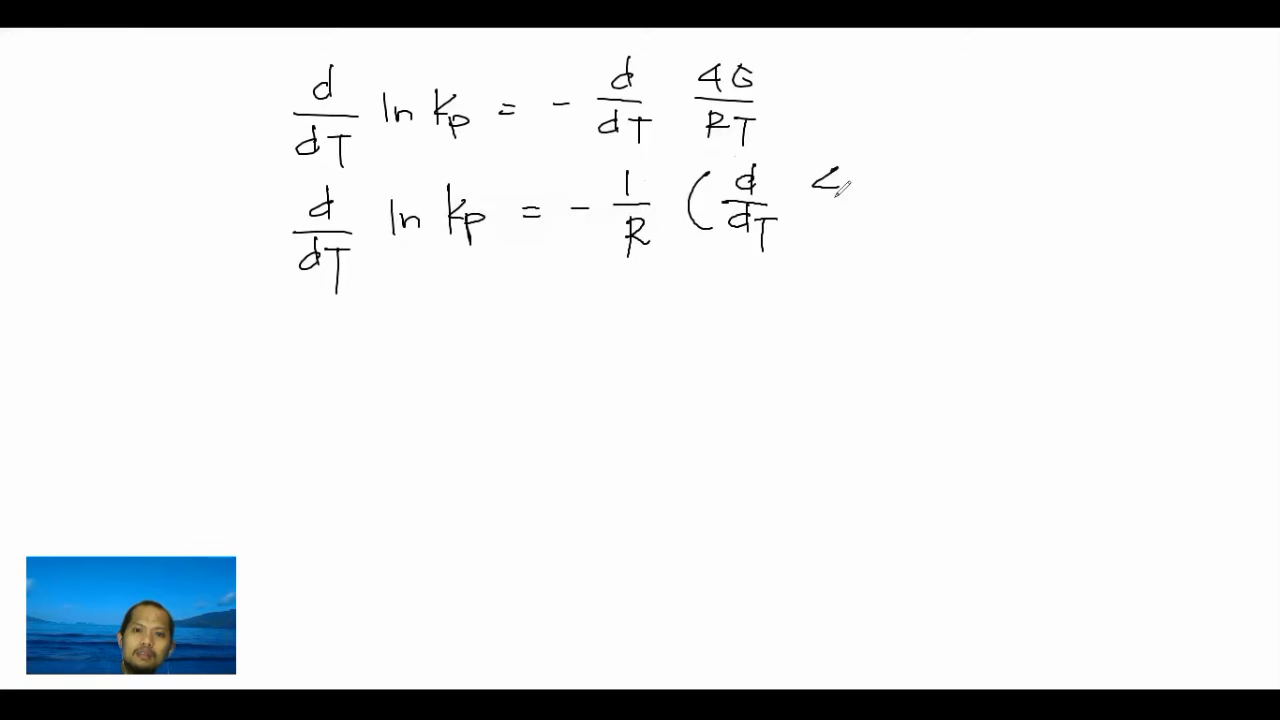 d/dT ln Kp = - d/dT ΔG/RT
d/dT ln Kp = - 1/R ( d/dT